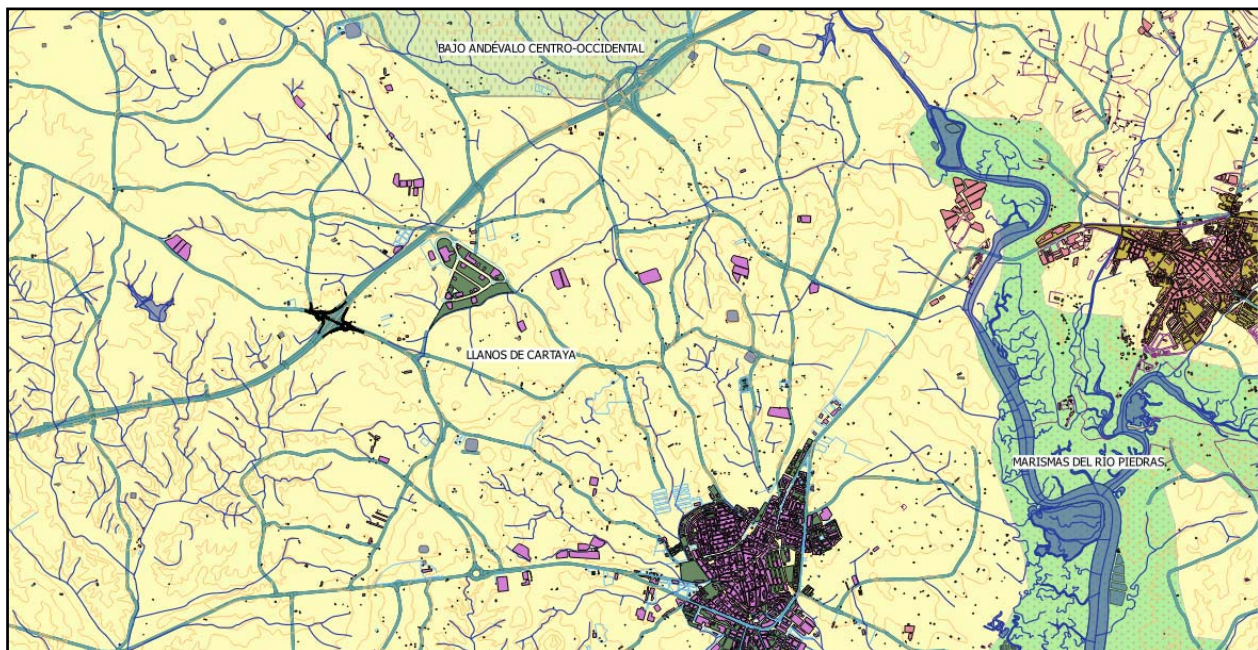 BAJO ANDÉVALO CENTRO-OCCIDENTAL
LLANOS DE CARTAYA
MARISMAS DEL RÍO PIEDRAS